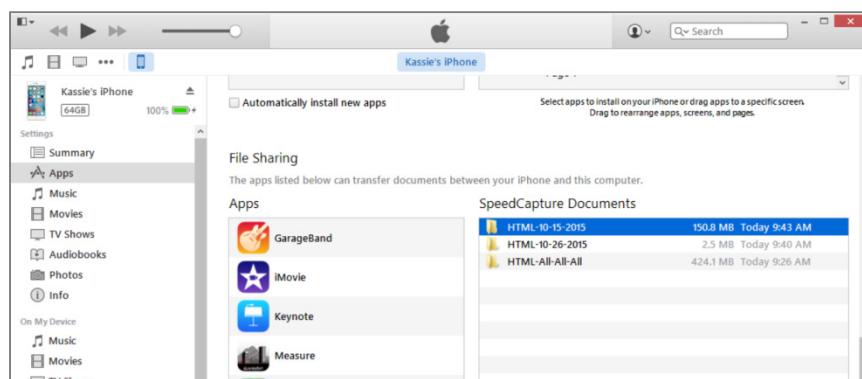 Search
Kassie's iPhone
Kassie's iPhone
64GB 100%
Automatically install new apps
Select apps to install on your iPhone or drag apps to a specific screen.
Drag to rearrange apps, screens, and pages.
Settings
Summary
Apps
Music
Movies
TV Shows
Audiobooks
Photos
Info
On My Device
Music
Movies
File Sharing
The apps listed below can transfer documents between your iPhone and this computer.
Apps
GarageBand
iMovie
Keynote
Measure
SpeedCapture Documents
HTML-10-15-2015 150.8 MB Today 9:43 AM
HTML-10-26-2015 2.5 MB Today 9:40 AM
HTML-All-All-All 424.1 MB Today 9:26 AM